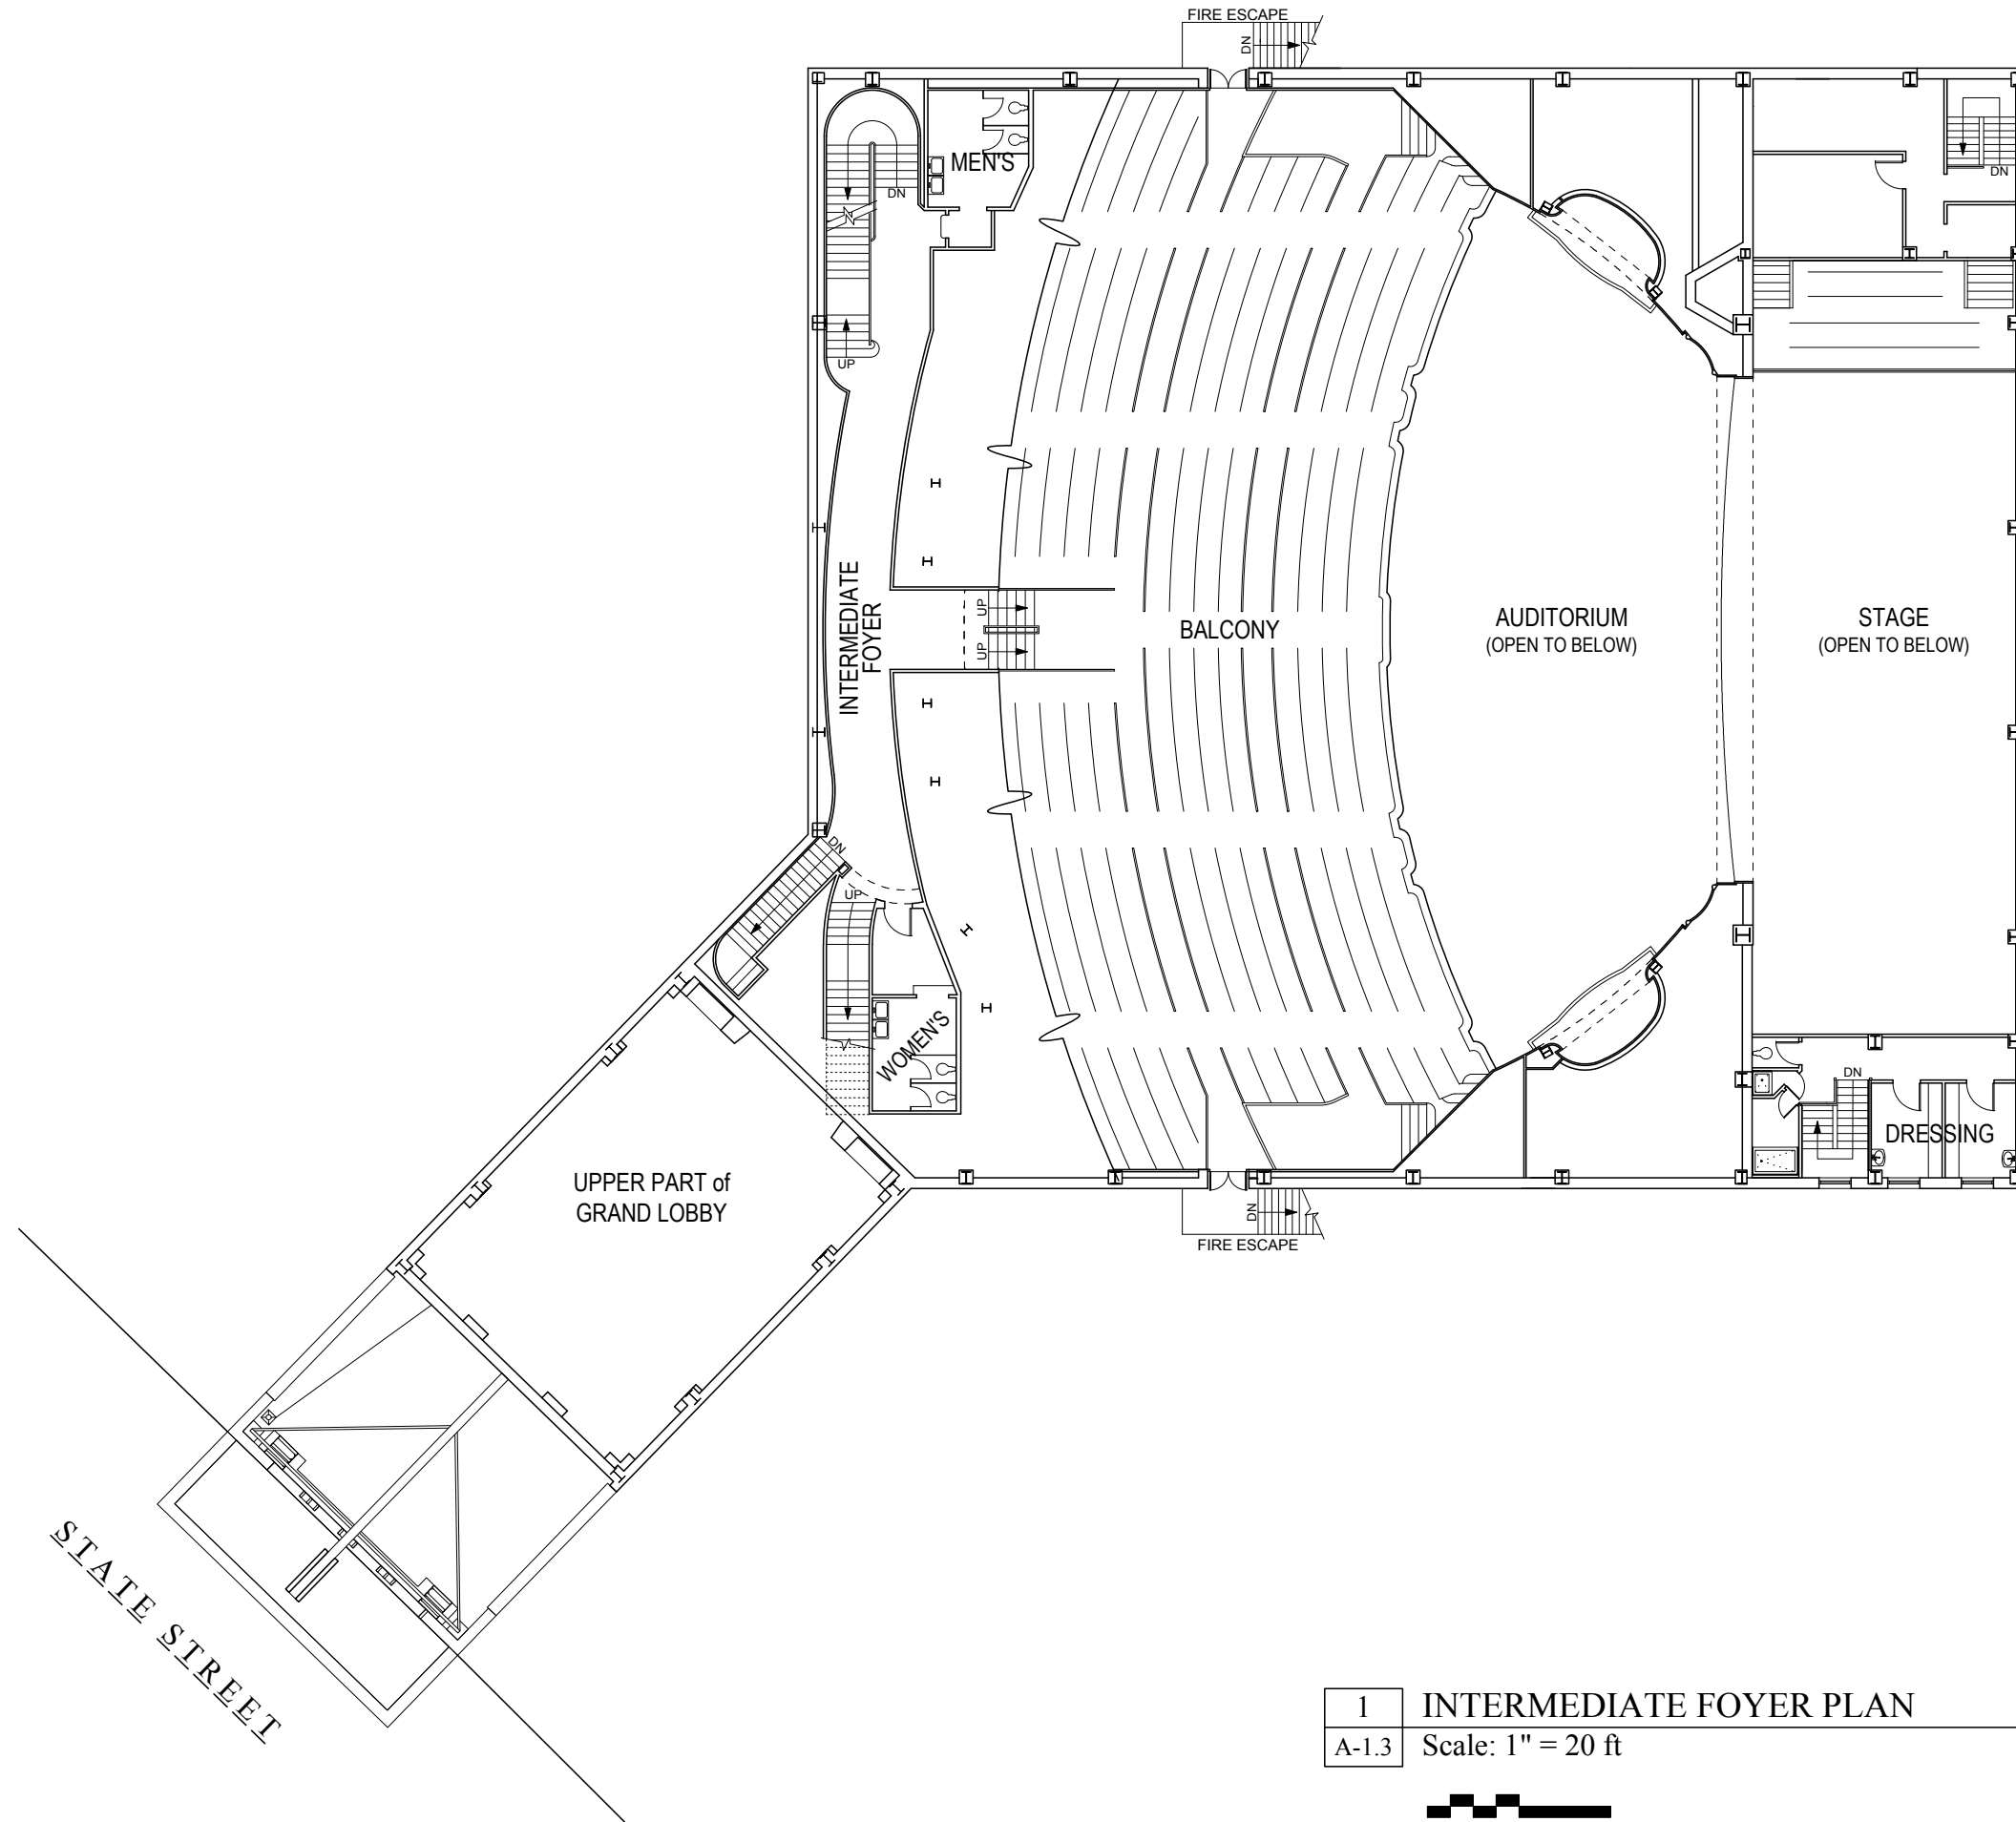 FIRE ESCAPE
DN
MEN'S
DN
DN
UP
INTERMEDIATE
FOYER
UP
UP
BALCONY
AUDITORIUM
(OPEN TO BELOW)
STAGE
(OPEN TO BELOW)
DN
UP
WOMEN'S
DN
DRESSING
UPPER PART of
GRAND LOBBY
DN
FIRE ESCAPE
STATE STREET
1
INTERMEDIATE FOYER PLAN
A-1.3
Scale: 1" = 20 ft